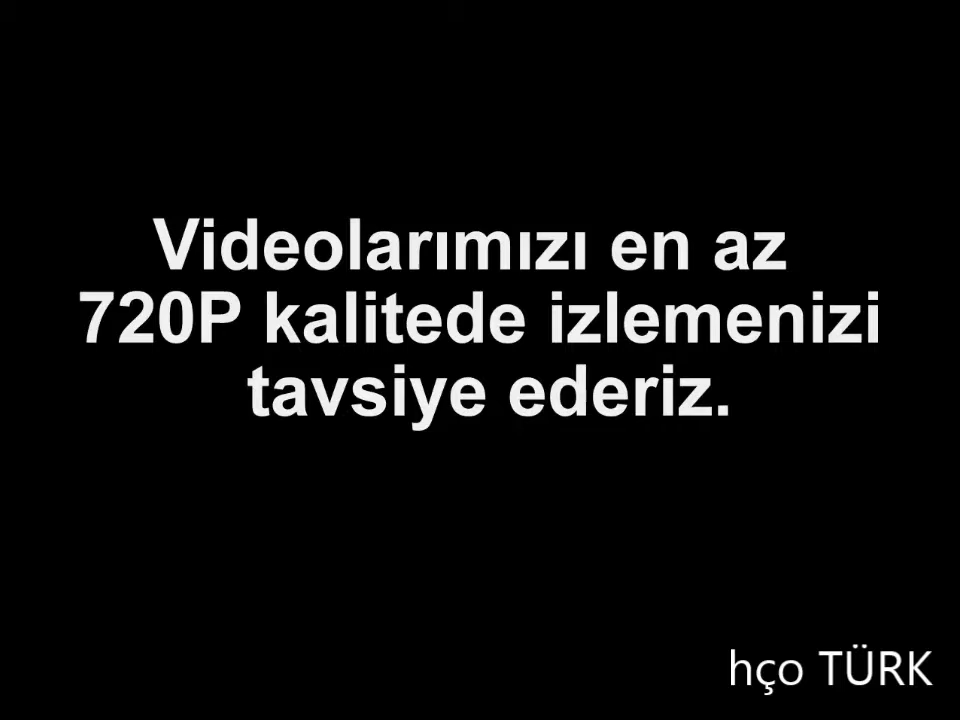 Videolarımızı en az
720P kalitede izlemenizi
tavsiye ederiz.
hço TÜRK